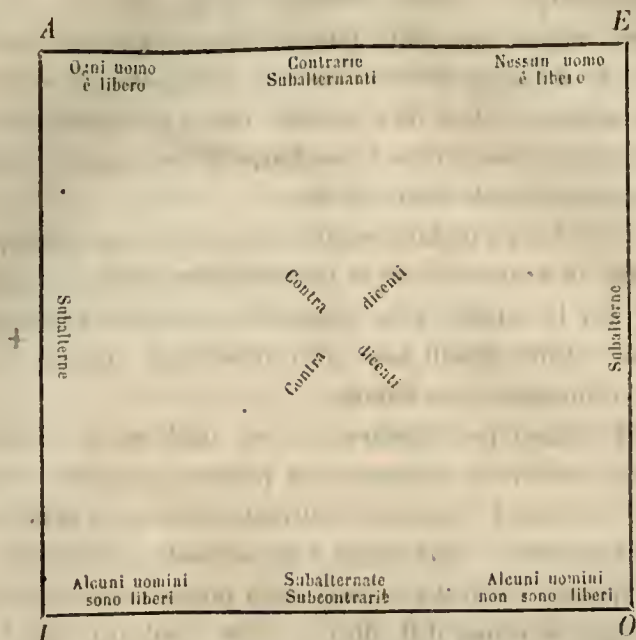 A
E
Ogni uomo
è libero
Contrarie
Subalternanti
Nessun uomo
é libero
Contra
dicenti
Subalterne
Subalterne
Contra
dicenti
Alcuni uomini
sono liberi
Subalternate
Subcontrarie
Alcuni uomini
non sono liberi
I
O